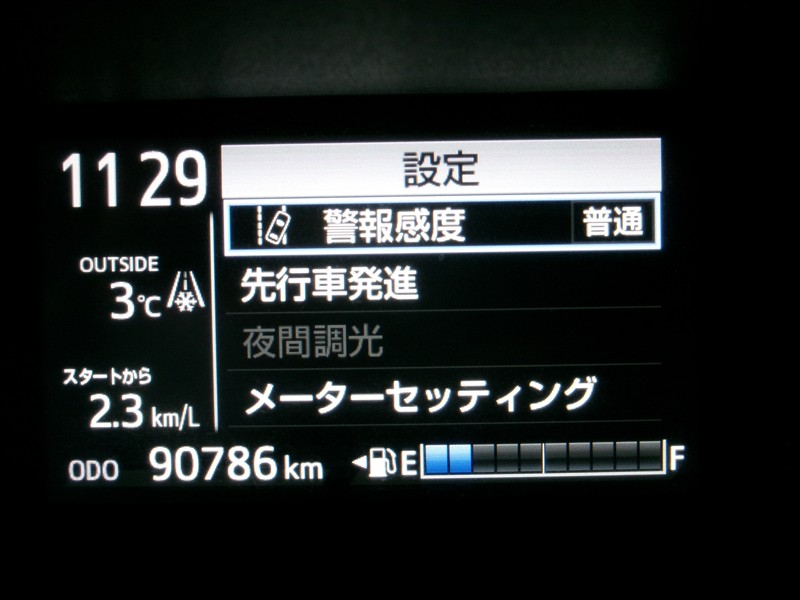 11 29
設定
警報感度 普通
OUTSIDE
3℃
先行車発進
夜間調光
スタートから
2.3 km/L
メーターセッティング
ODO 90786 km E F